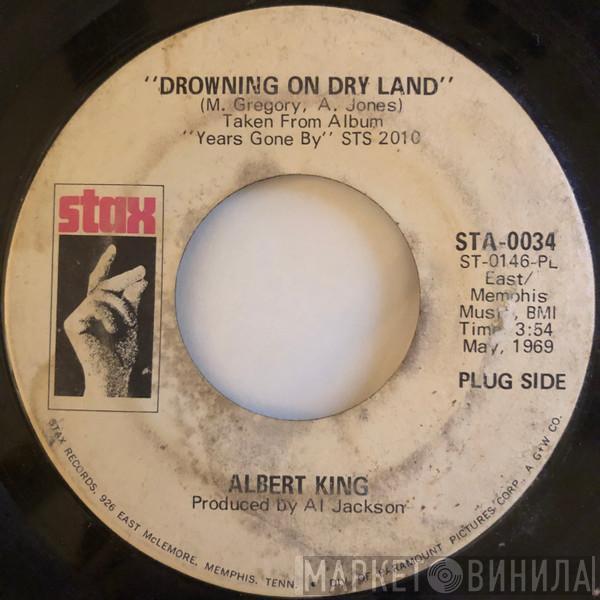 "DROWNING ON DRY LAND"
(M. Gregory, A. Jones)
Taken From Album
"Years Gone By" STS 2010
stax
STA-0034
ST-0146-PL
East/
Memphis
Music, BMI
Time 3:54
May, 1969
PLUG SIDE
ALBERT KING
Produced by Al Jackson
STAX RECORDS, 926 EAST McLEMORE, MEMPHIS, TENN. • DIV. OF PARAMOUNT PICTURES CORP. A G+W CO.
МАРКЕТ ВИНИЛА